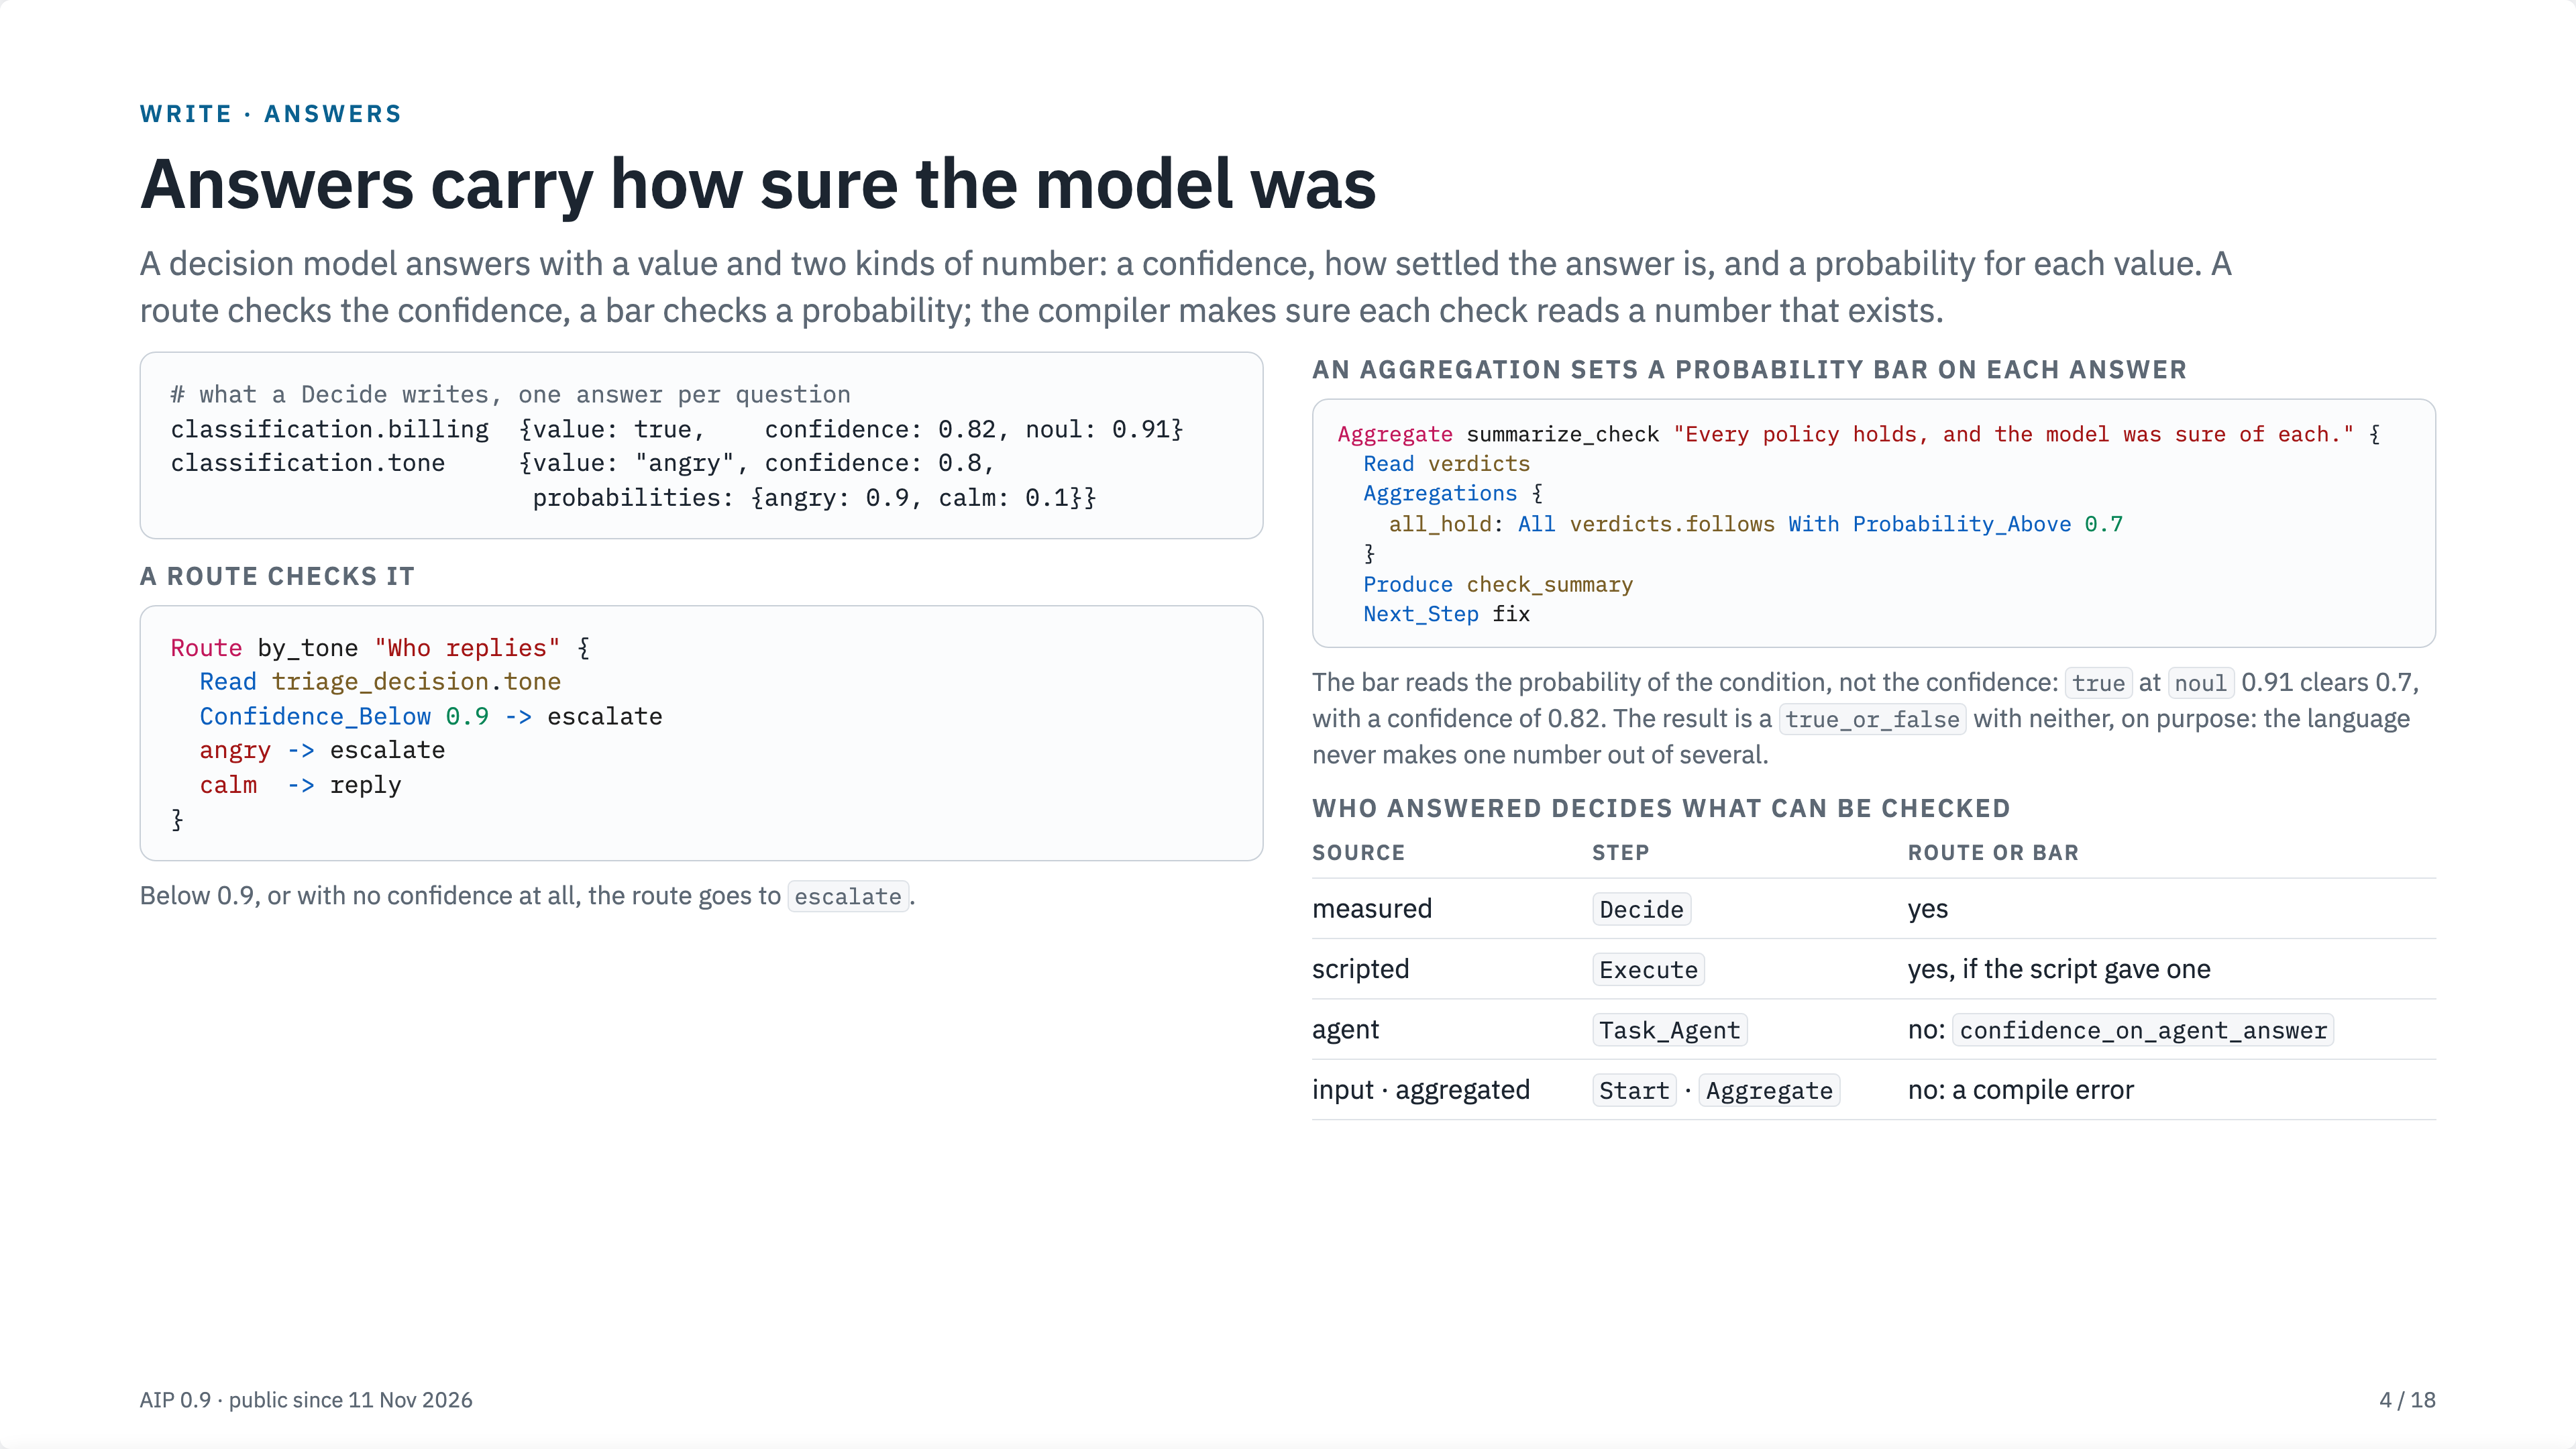 WRITE · ANSWERS
Answers carry how sure the model was
A decision model answers with a value and two kinds of number: a confidence, how settled the answer is, and a probability for each value. A
route checks the confidence, a bar checks a probability; the compiler makes sure each check reads a number that exists.
# what a Decide writes, one answer per question
classification.billing  {value: true,    confidence: 0.82, noul: 0.91}
classification.tone     {value: "angry", confidence: 0.8,
                         probabilities: {angry: 0.9, calm: 0.1}}
A ROUTE CHECKS IT
Route by_tone "Who replies" {
  Read triage_decision.tone
  Confidence_Below 0.9 -> escalate
  angry -> escalate
  calm  -> reply
}
Below 0.9, or with no confidence at all, the route goes to escalate.
AN AGGREGATION SETS A PROBABILITY BAR ON EACH ANSWER
Aggregate summarize_check "Every policy holds, and the model was sure of each." {
  Read verdicts
  Aggregations {
    all_hold: All verdicts.follows With Probability_Above 0.7
  }
  Produce check_summary
  Next_Step fix
The bar reads the probability of the condition, not the confidence: true at noul 0.91 clears 0.7,
with a confidence of 0.82. The result is a true_or_false with neither, on purpose: the language
never makes one number out of several.
WHO ANSWERED DECIDES WHAT CAN BE CHECKED
SOURCE STEP ROUTE OR BAR
measured Decide yes
scripted Execute yes, if the script gave one
agent Task_Agent no: confidence_on_agent_answer
input · aggregated Start · Aggregate no: a compile error
AIP 0.9 · public since 11 Nov 2026
4 / 18